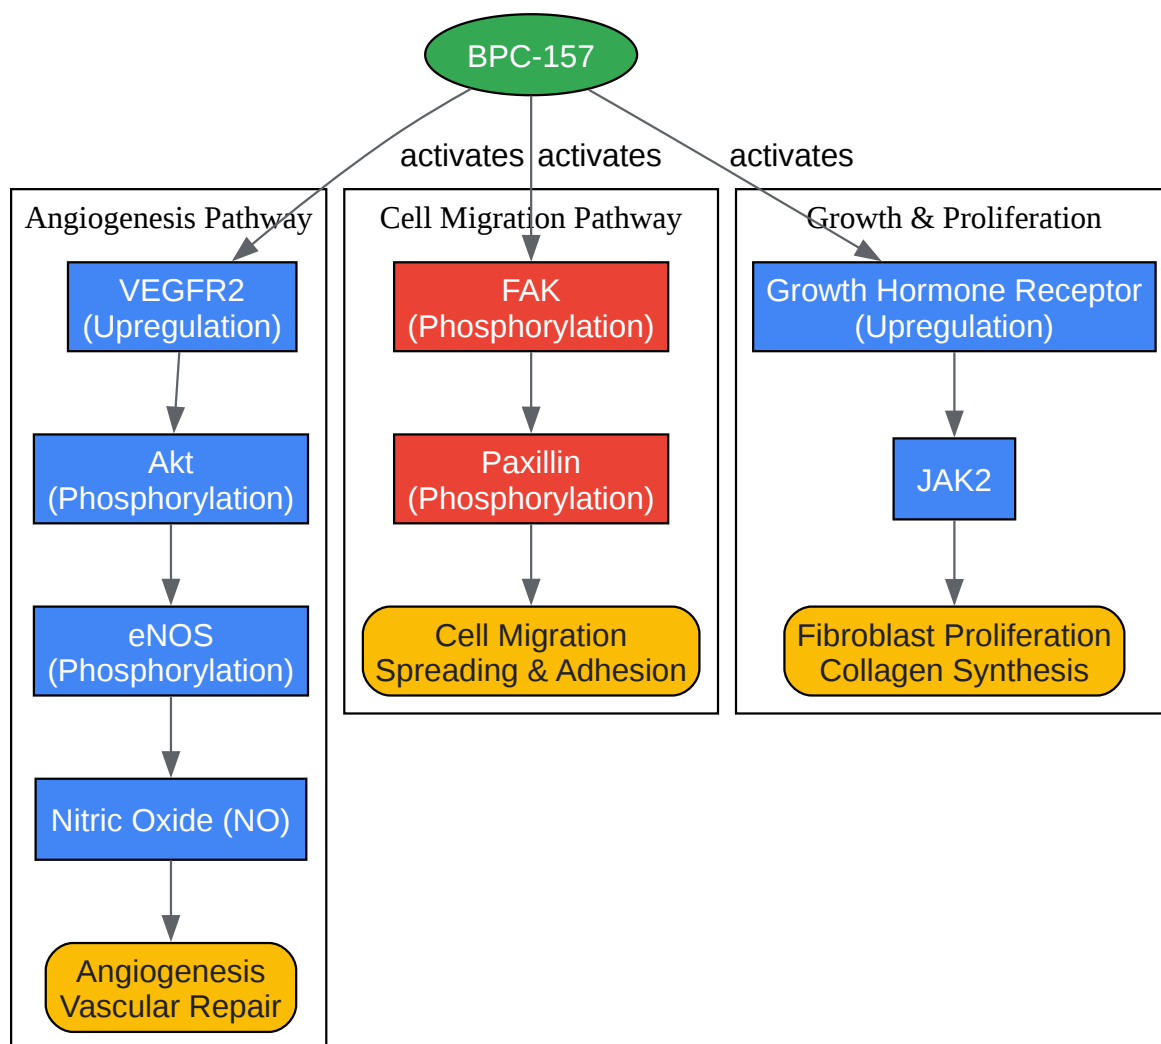 BPC-157
activates
activates
activates
Angiogenesis Pathway
VEGFR2
(Upregulation)
Akt
(Phosphorylation)
eNOS
(Phosphorylation)
Nitric Oxide (NO)
Angiogenesis
Vascular Repair
Cell Migration Pathway
FAK
(Phosphorylation)
Paxillin
(Phosphorylation)
Cell Migration
Spreading & Adhesion
Growth & Proliferation
Growth Hormone Receptor
(Upregulation)
JAK2
Fibroblast Proliferation
Collagen Synthesis